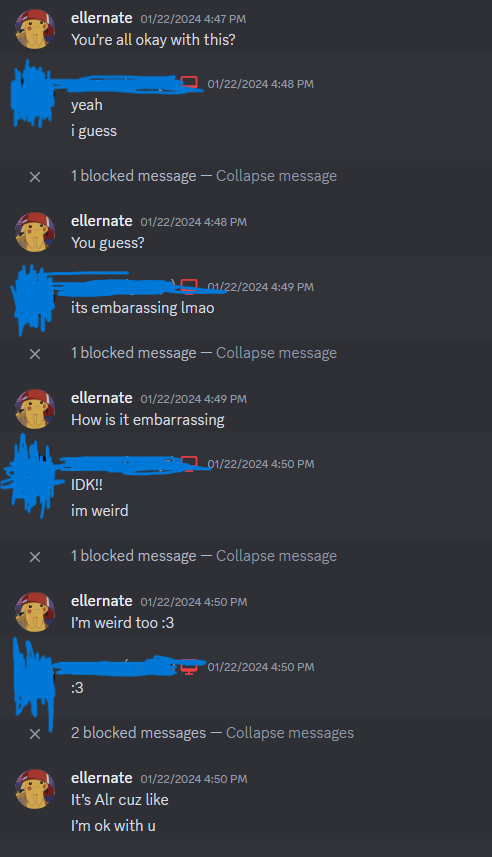 ellernate 01/22/2024 4:47 PM
You're all okay with this?
01/22/2024 4:48 PM
yeah
i guess
1 blocked message — Collapse message
ellernate 01/22/2024 4:48 PM
You guess?
01/22/2024 4:49 PM
its embarassing lmao
1 blocked message — Collapse message
ellernate 01/22/2024 4:49 PM
How is it embarrassing
01/22/2024 4:50 PM
IDK!!
im weird
1 blocked message — Collapse message
ellernate 01/22/2024 4:50 PM
I'm weird too :3
01/22/2024 4:50 PM
:3
2 blocked messages — Collapse messages
ellernate 01/22/2024 4:50 PM
It's Alr cuz like
I'm ok with u